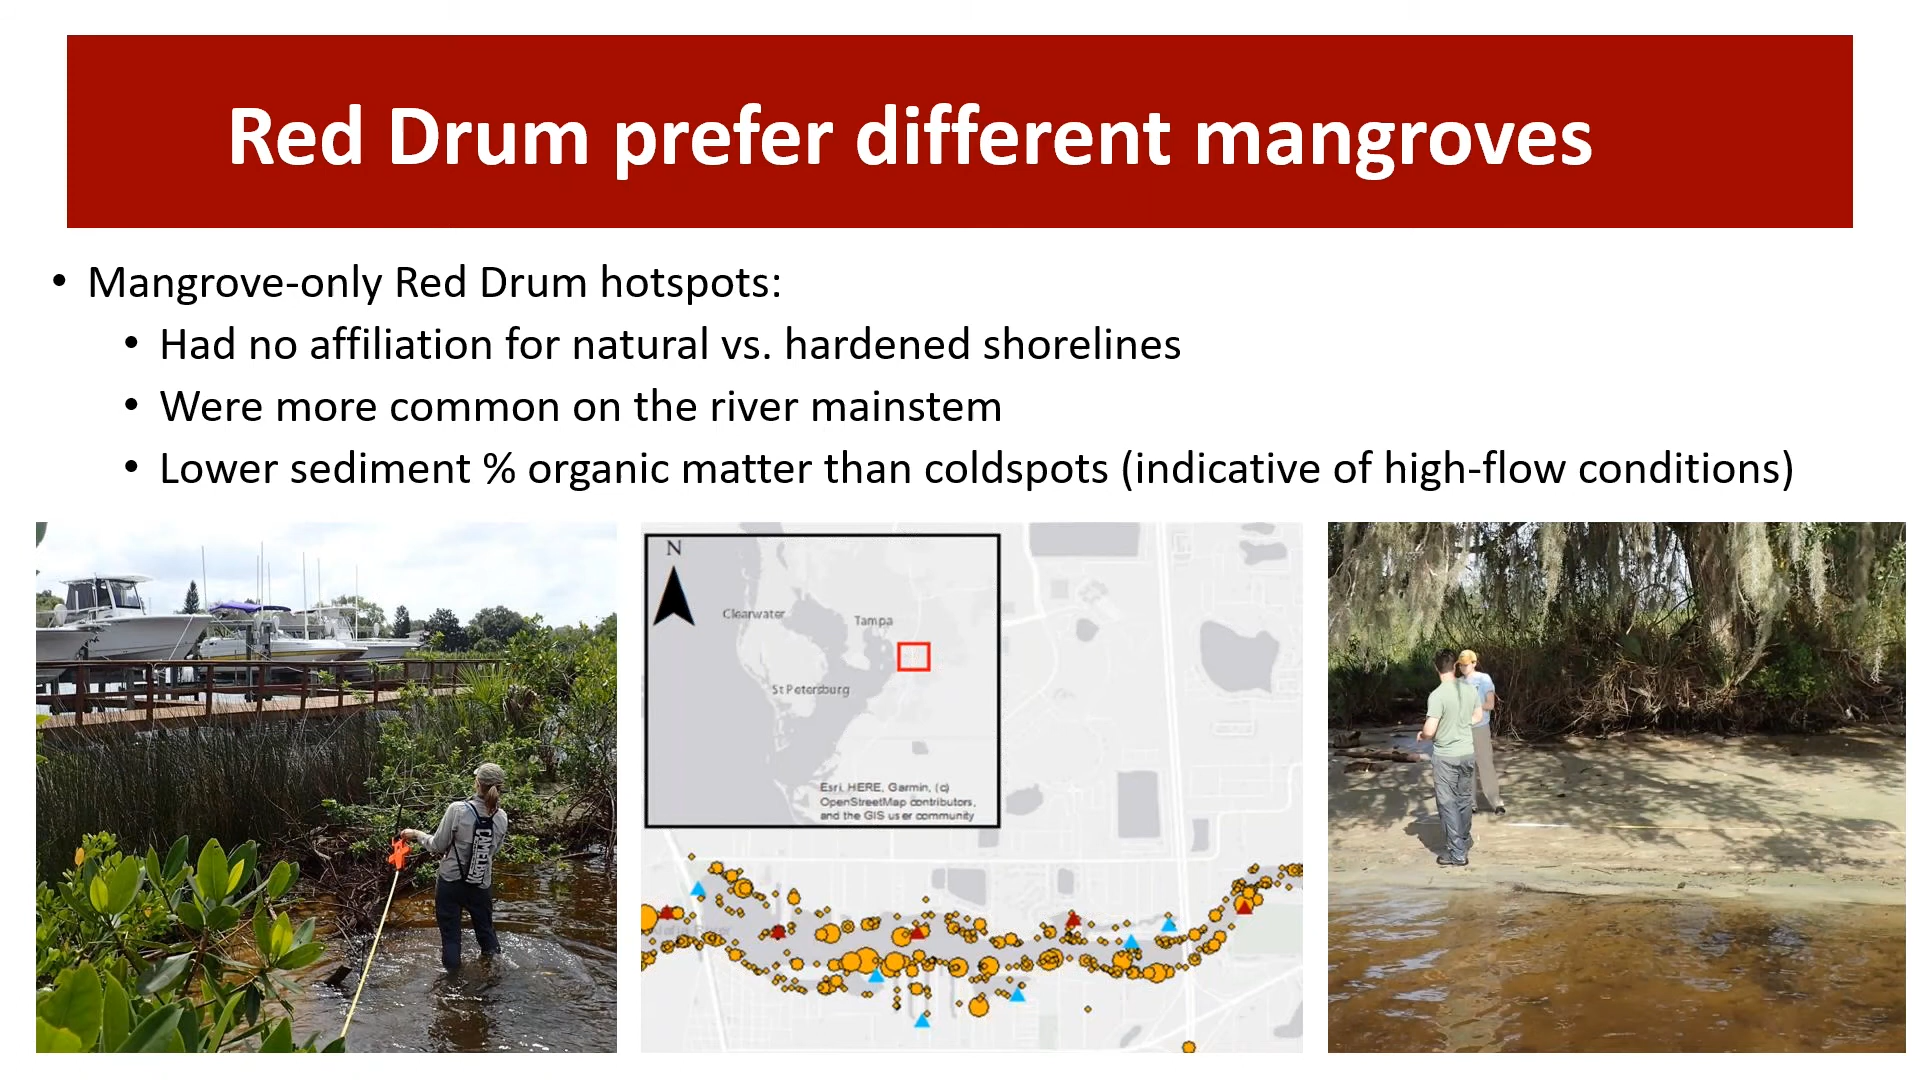 Red Drum prefer different mangroves
• Mangrove-only Red Drum hotspots:
• Had no affiliation for natural vs. hardened shorelines
• Were more common on the river mainstem
• Lower sediment % organic matter than coldspots (indicative of high-flow conditions)
N
Clearwater
Tampa
St Petersburg
Esri, HERE, Garmin, (c)
OpenStreetMap contributors,
and the GIS user community
CAMELBAK